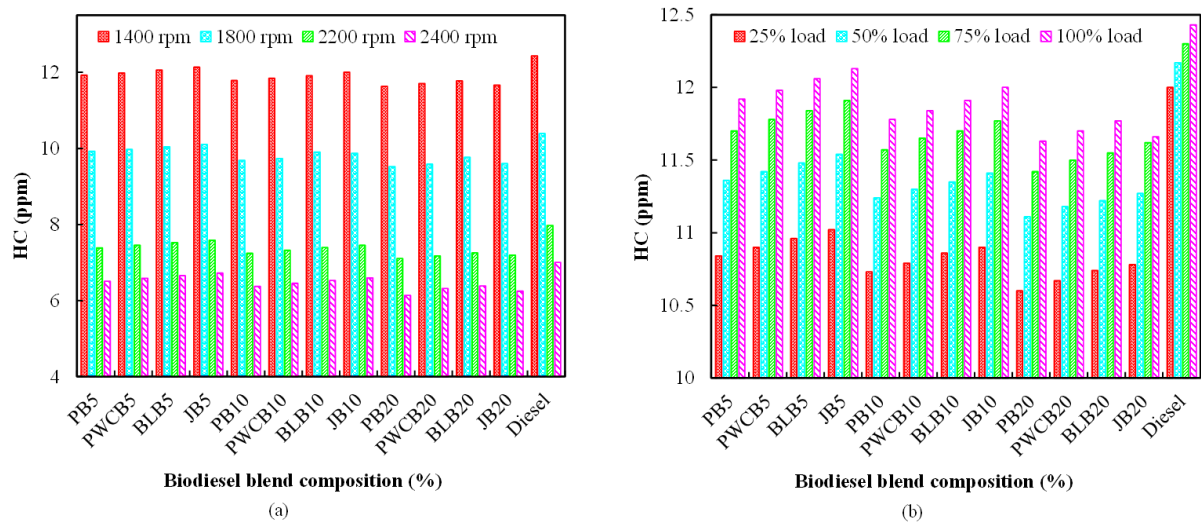 1400 rpm 1800 rpm 2200 rpm 2400 rpm
HC (ppm)
12
10
8
6
4
PB5
PWCB5
BLB5
JB5
PB10
PWCB10
BLB10
JB10
PB20
PWCB20
BLB20
JB20
Diesel
Biodiesel blend composition (%)
(a)
25% load 50% load 75% load 100% load
HC (ppm)
12.5
12
11.5
11
10.5
10
PB5
PWCB5
BLB5
JB5
PB10
PWCB10
BLB10
JB10
PB20
PWCB20
BLB20
JB20
Diesel
Biodiesel blend composition (%)
(b)